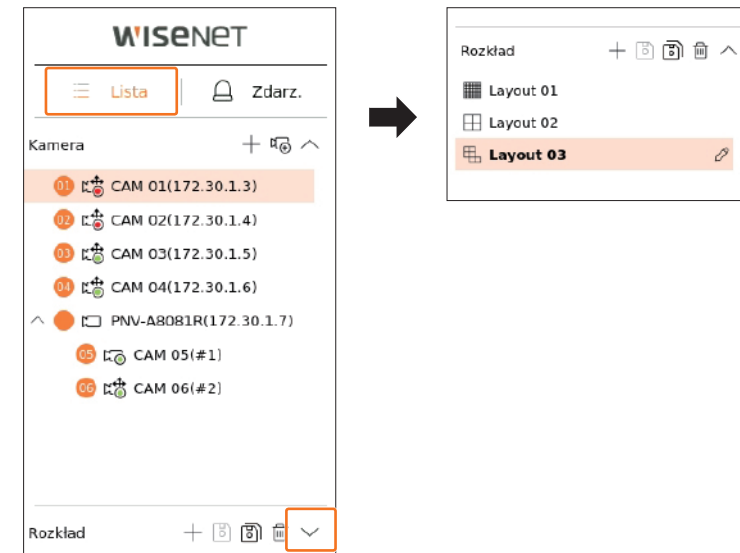 WISENET
Lista
Zdarz.
Kamera
01 CAM 01(172.30.1.3)
02 CAM 02(172.30.1.4)
03 CAM 03(172.30.1.5)
04 CAM 04(172.30.1.6)
PNV-A8081R(172.30.1.7)
05 CAM 05(#1)
06 CAM 06(#2)
Rozkład
Rozkład
Layout 01
Layout 02
Layout 03